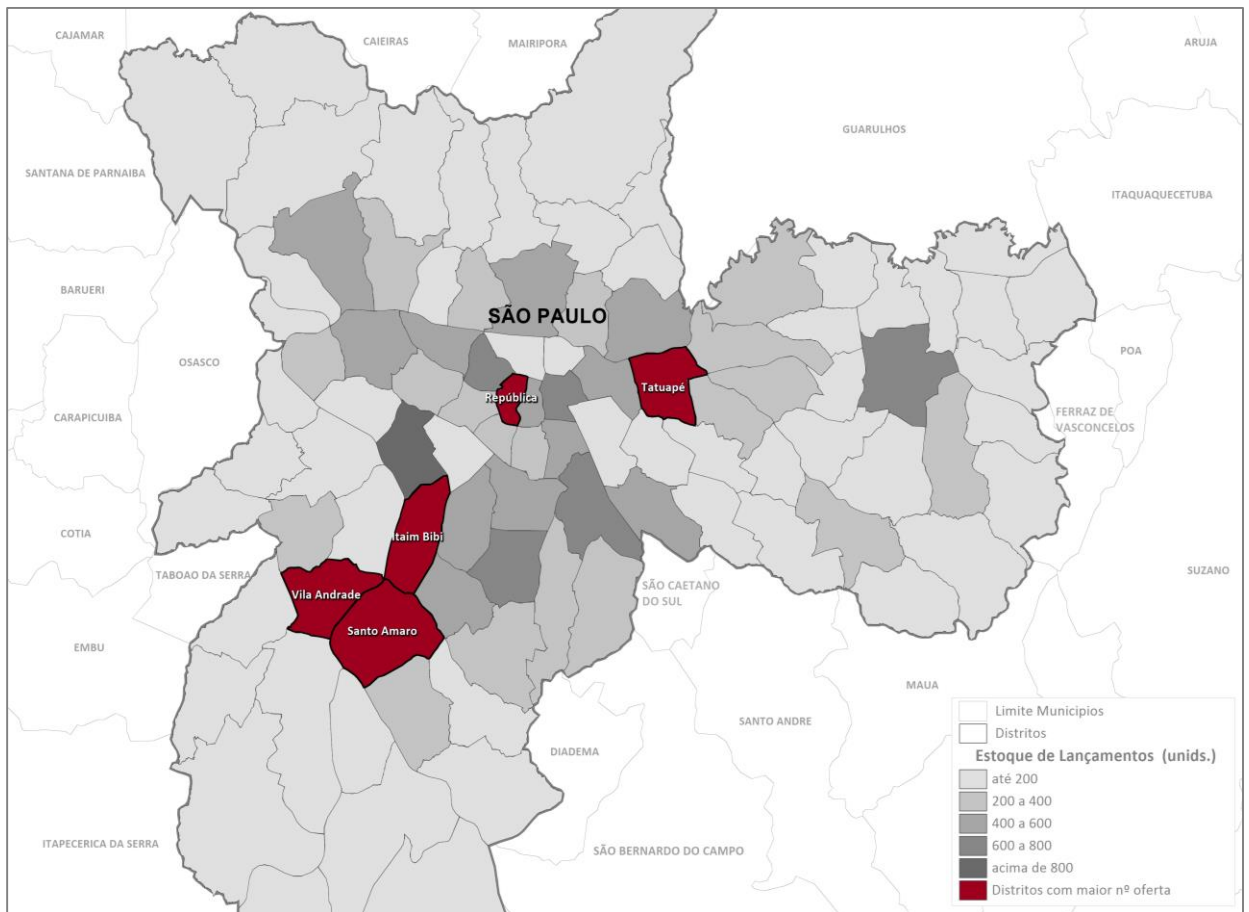 CAJAMAR
CAIEIRAS
MAIRIPORA
ARUJA
GUARULHOS
SANTANA DE PARNAIBA
ITAQUAQUECETUBA
BARUERI
SÃO PAULO
OSASCO
POA
Tatuapé
República
CARAPICUIBA
FERRAZ DE
VASCONCELOS
COTIA
Itaim Bibi
TABOAO DA SERRA
SUZANO
SÃO CAETANO
DO SUL
Vila Andrade
Santo Amaro
EMBU
MAUA
SANTO ANDRE
DIADEMA
ITAPECERICA DA SERRA
SÃO BERNARDO DO CAMPO
Limite Municipios
Distritos
Estoque de Lançamentos (unids.)
até 200
200 a 400
400 a 600
600 a 800
acima de 800
Distritos com maior nº oferta